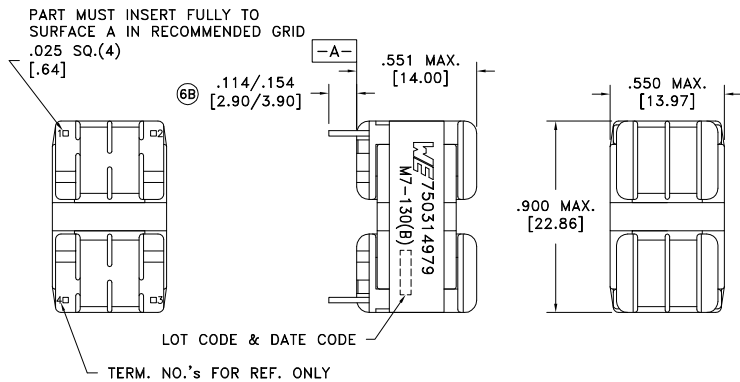 PART MUST INSERT FULLY TO
SURFACE A IN RECOMMENDED GRID
.025 SQ.(4)
[.64]
6B
.114/.154
[2.90/3.90]
-A-
.551 MAX.
[14.00]
.550 MAX.
[13.97]
1
2
WE 750314979
M7-130(B)
.900 MAX.
[22.86]
4
3
LOT CODE & DATE CODE
TERM. NO.'s FOR REF. ONLY